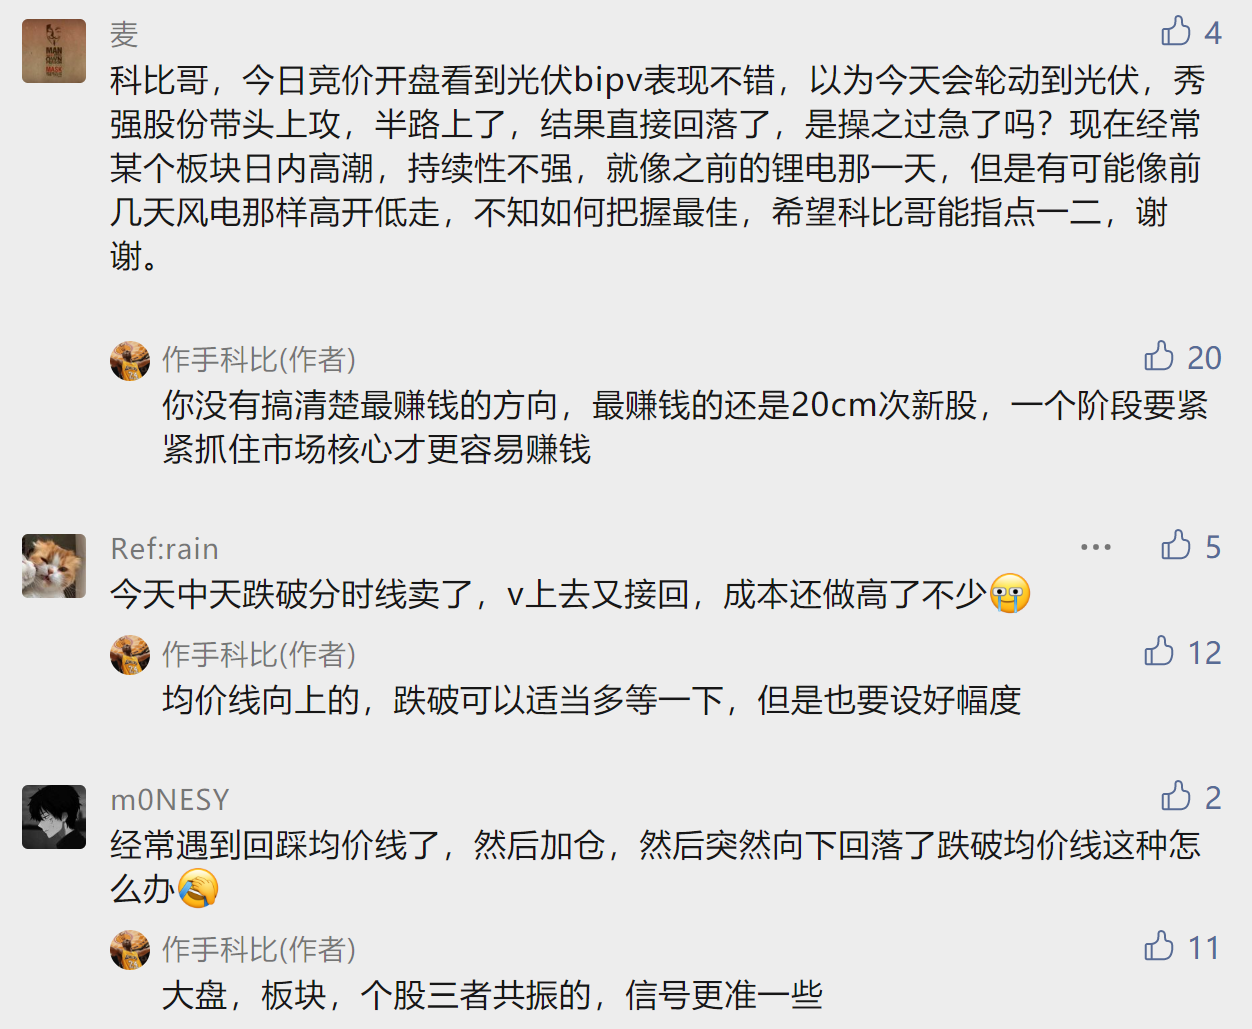 麦
4
科比哥，今日竞价开盘看到光伏bipv表现不错，以为今天会轮动到光伏，秀
强股份带头上攻，半路上了，结果直接回落了，是操之过急了吗？现在经常
某个板块日内高潮，持续性不强，就像之前的锂电那一天，但是有可能像前
几天风电那样高开低走，不知如何把握最佳，希望科比哥能指点一二，谢
谢。
作手科比(作者)
20
你没有搞清楚最赚钱的方向，最赚钱的还是20cm次新股，一个阶段要紧
紧抓住市场核心才更容易赚钱
Ref:rain
5
今天中天跌破分时线卖了，v上去又接回，成本还做高了不少😭
作手科比(作者)
12
均价线向上的，跌破可以适当多等一下，但是也要设好幅度
m0NESY
2
经常遇到回踩均价线了，然后加仓，然后突然向下回落了跌破均价线这种怎
么办🤦
作手科比(作者)
11
大盘，板块，个股三者共振的，信号更准一些